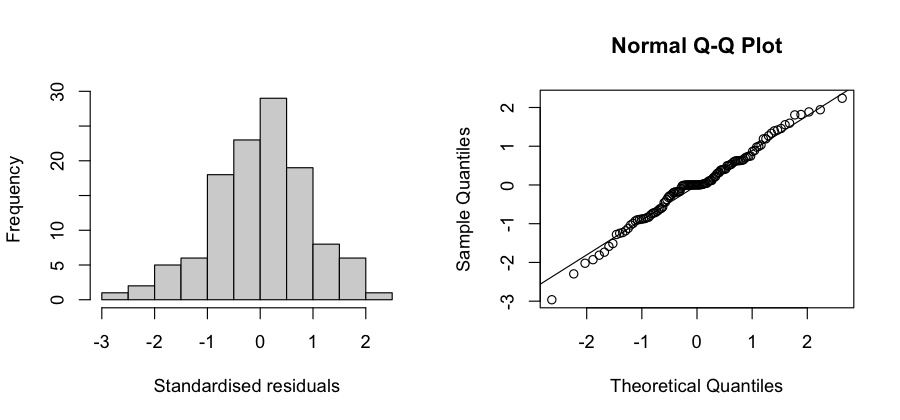 Frequency
30
20
10
5
0
-3 -2 -1 0 1 2
Standardised residuals
Normal Q-Q Plot
Sample Quantiles
2
1
0
-1
-2
-3
-2 -1 0 1 2
Theoretical Quantiles